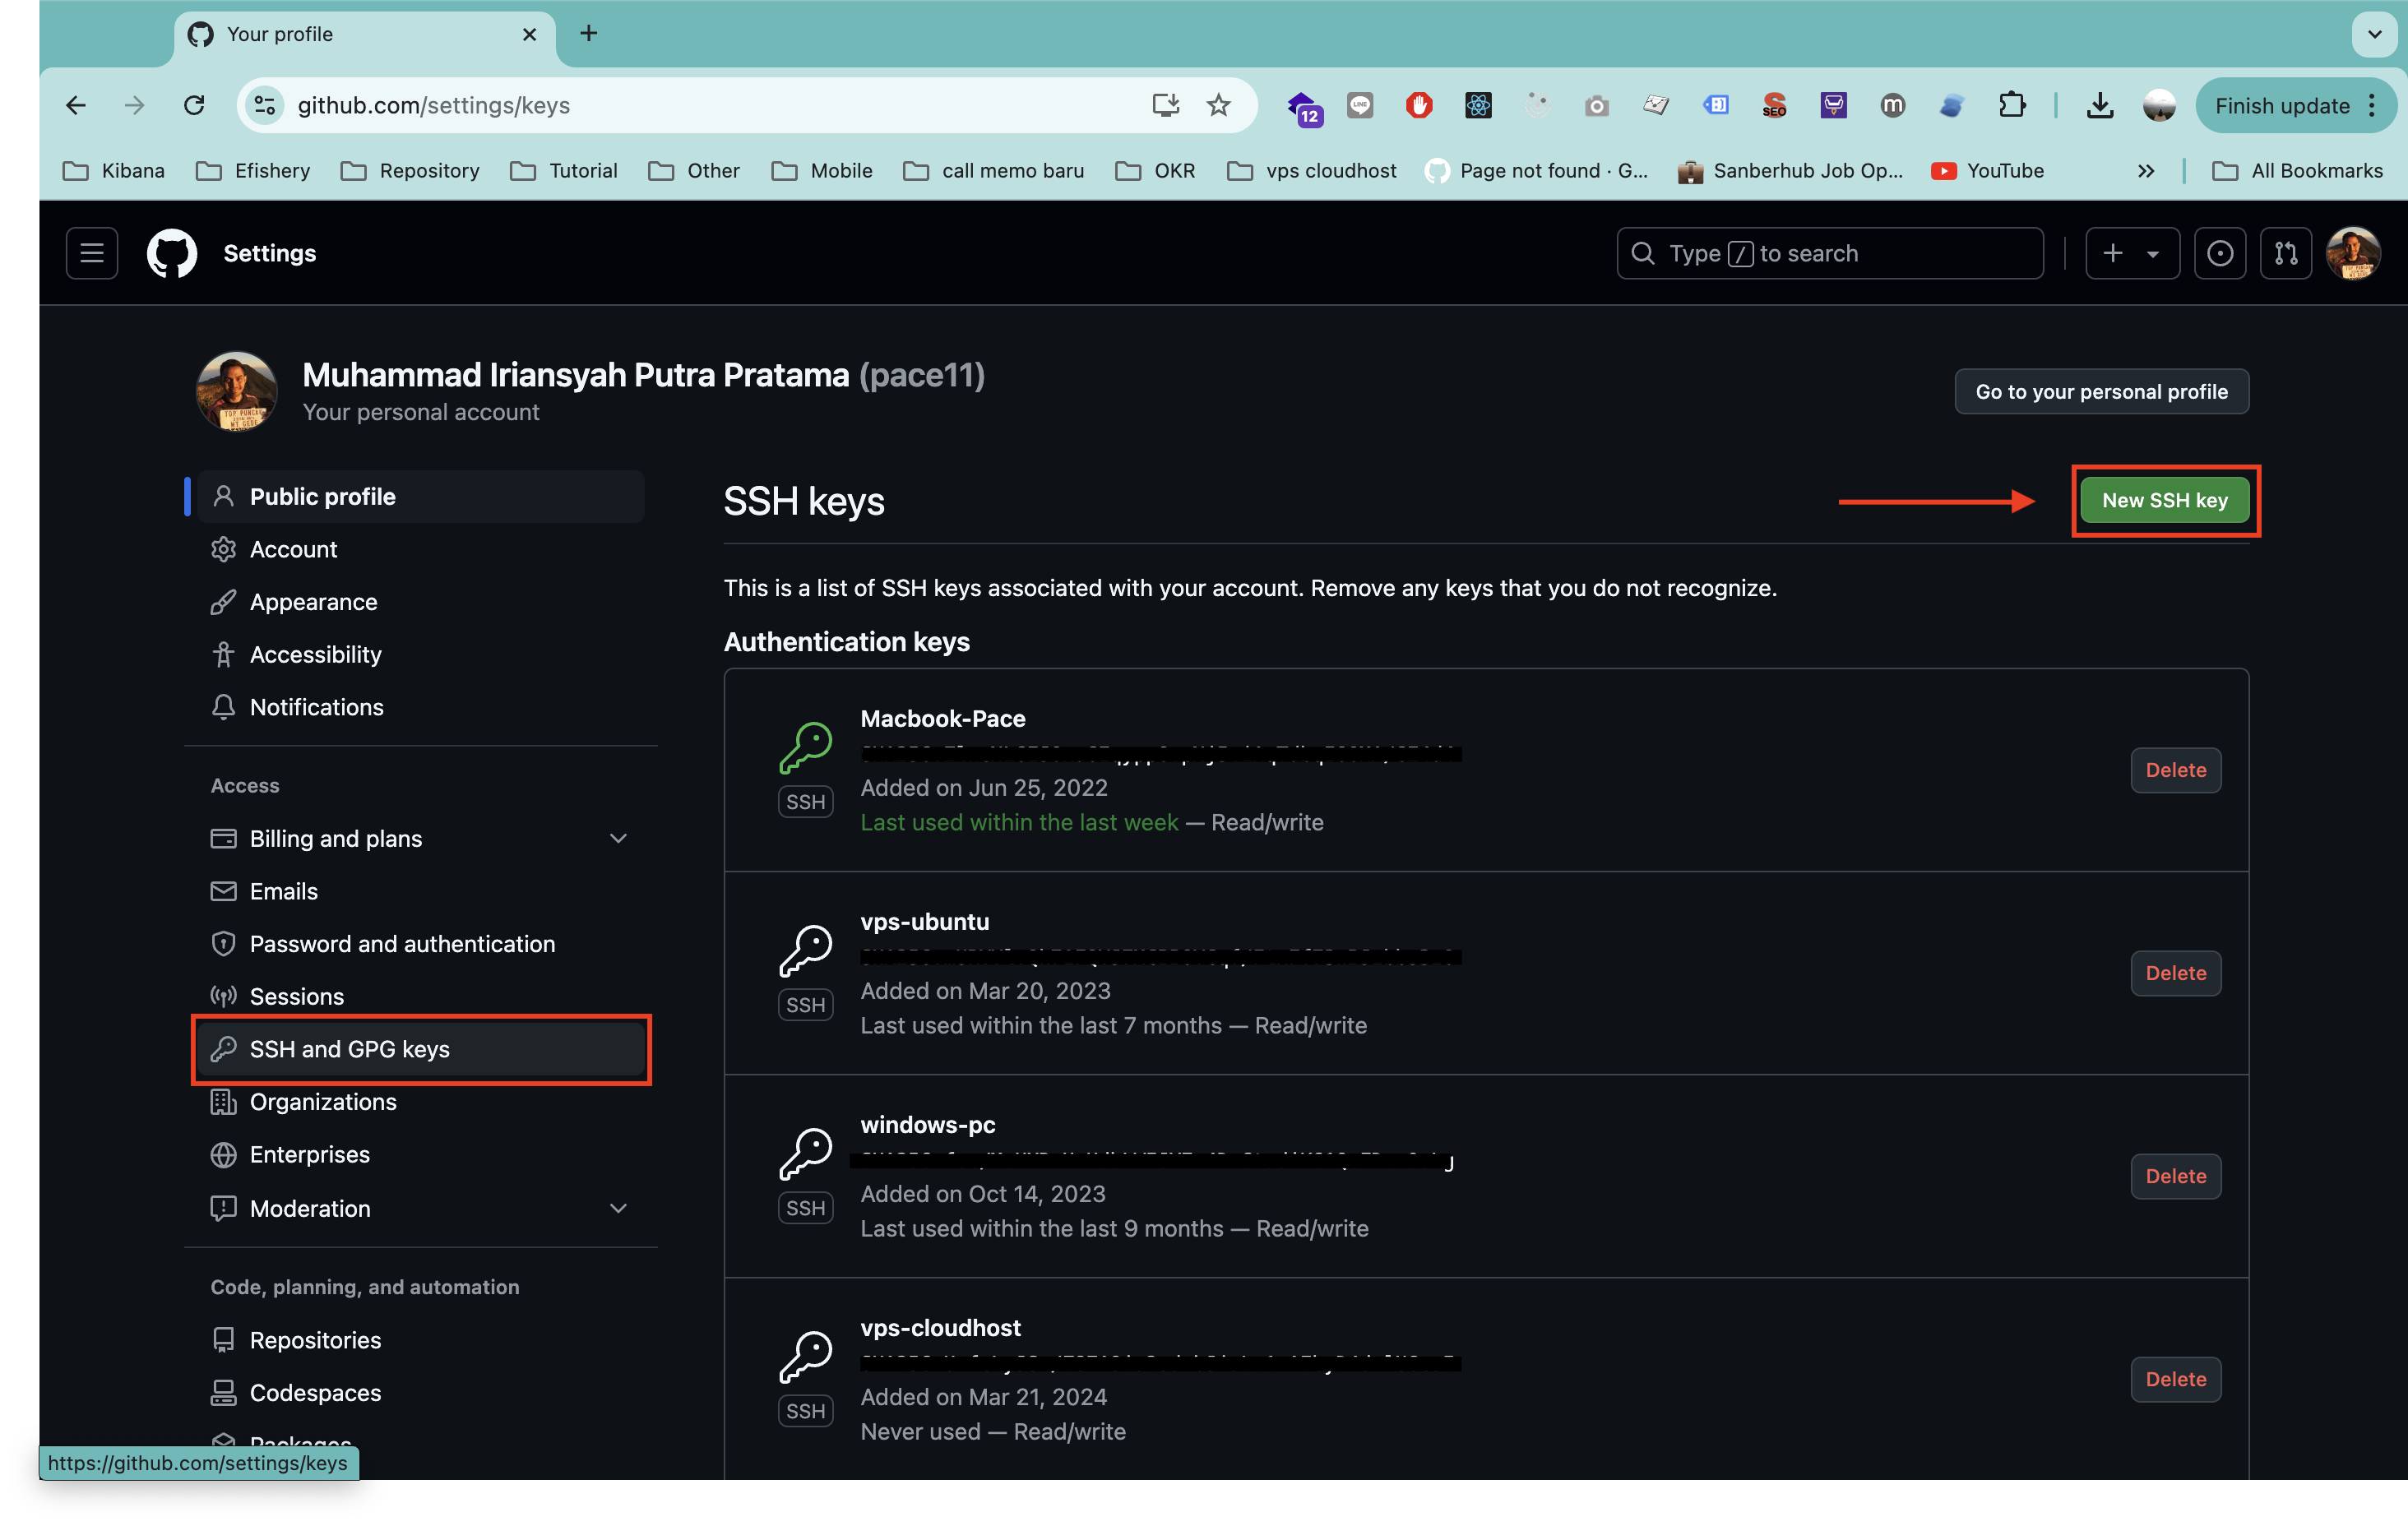 Your profile
github.com/settings/keys
12
LINE
SEO
m
Finish update
Kibana
Efishery
Repository
Tutorial
Other
Mobile
call memo baru
OKR
vps cloudhost
Page not found · G...
Sanberhub Job Op...
YouTube
All Bookmarks
Settings
Type / to search
Muhammad Iriansyah Putra Pratama (pace11)
Your personal account
Go to your personal profile
Public profile
Account
Appearance
Accessibility
Notifications
Access
Billing and plans
Emails
Password and authentication
Sessions
SSH and GPG keys
Organizations
Enterprises
Moderation
Code, planning, and automation
Repositories
Codespaces
Packages
https://github.com/settings/keys
SSH keys
New SSH key
This is a list of SSH keys associated with your account. Remove any keys that you do not recognize.
Authentication keys
Macbook-Pace
SSH
Added on Jun 25, 2022
Last used within the last week — Read/write
Delete
vps-ubuntu
SSH
Added on Mar 20, 2023
Last used within the last 7 months — Read/write
Delete
windows-pc
SSH
Added on Oct 14, 2023
Last used within the last 9 months — Read/write
Delete
vps-cloudhost
SSH
Added on Mar 21, 2024
Never used — Read/write
Delete